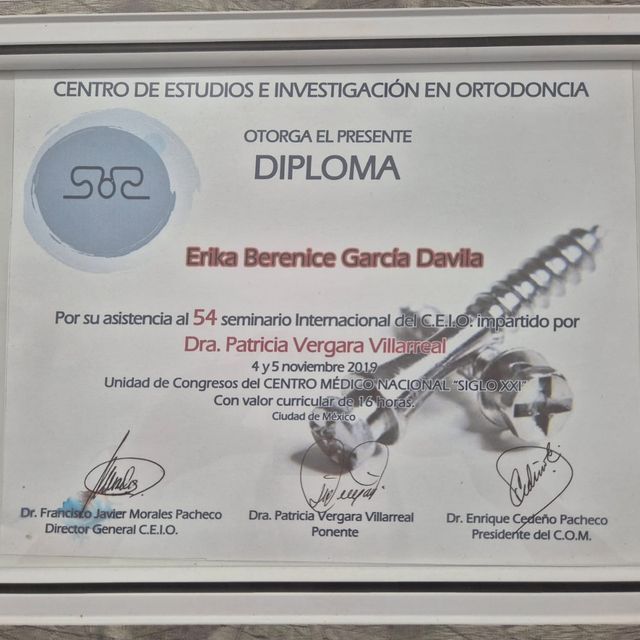 CENTRO DE ESTUDIOS E INVESTIGACIÓN EN ORTODONCIA
OTORGA EL PRESENTE
DIPLOMA
Erika Berenice García Davila
Por su asistencia al 54 seminario Internacional del C.E.I.O. impartido por
Dra. Patricia Vergara Villarreal
4 y 5 noviembre 2019
Unidad de Congresos del CENTRO MÉDICO NACIONAL "SIGLO XXI"
Con valor curricular de 16 horas.
Ciudad de México
Dr. Francisco Javier Morales Pacheco
Director General C.E.I.O.
Dra. Patricia Vergara Villarreal
Ponente
Dr. Enrique Cedeño Pacheco
Presidente del C.O.M.